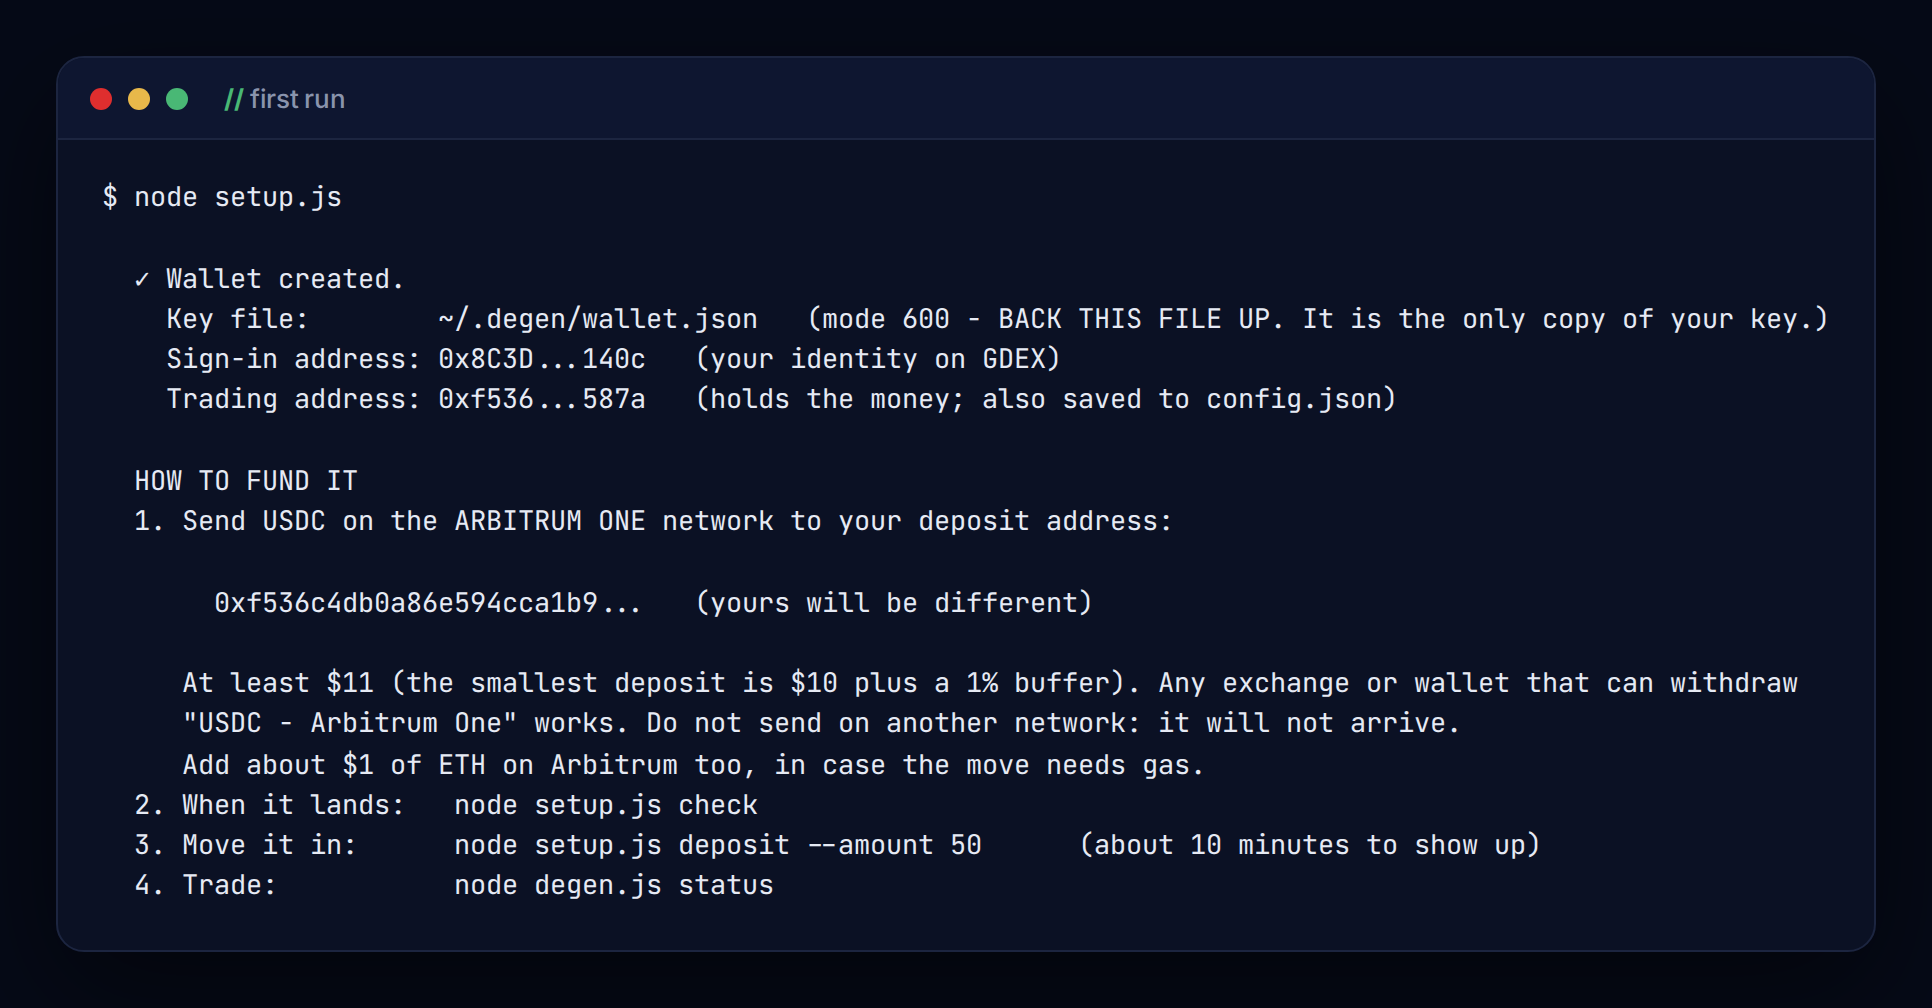 // first run
$ node setup.js
✓ Wallet created.
Key file: ~/.degen/wallet.json (mode 600 - BACK THIS FILE UP. It is the only copy of your key.)
Sign-in address: 0x8C3D...140c (your identity on GDEX)
Trading address: 0xf536...587a (holds the money; also saved to config.json)
HOW TO FUND IT
1. Send USDC on the ARBITRUM ONE network to your deposit address:
0xf536c4db0a86e594cca1b9... (yours will be different)
At least $11 (the smallest deposit is $10 plus a 1% buffer). Any exchange or wallet that can withdraw
"USDC - Arbitrum One" works. Do not send on another network: it will not arrive.
Add about $1 of ETH on Arbitrum too, in case the move needs gas.
2. When it lands: node setup.js check
3. Move it in: node setup.js deposit --amount 50 (about 10 minutes to show up)
4. Trade: node degen.js status